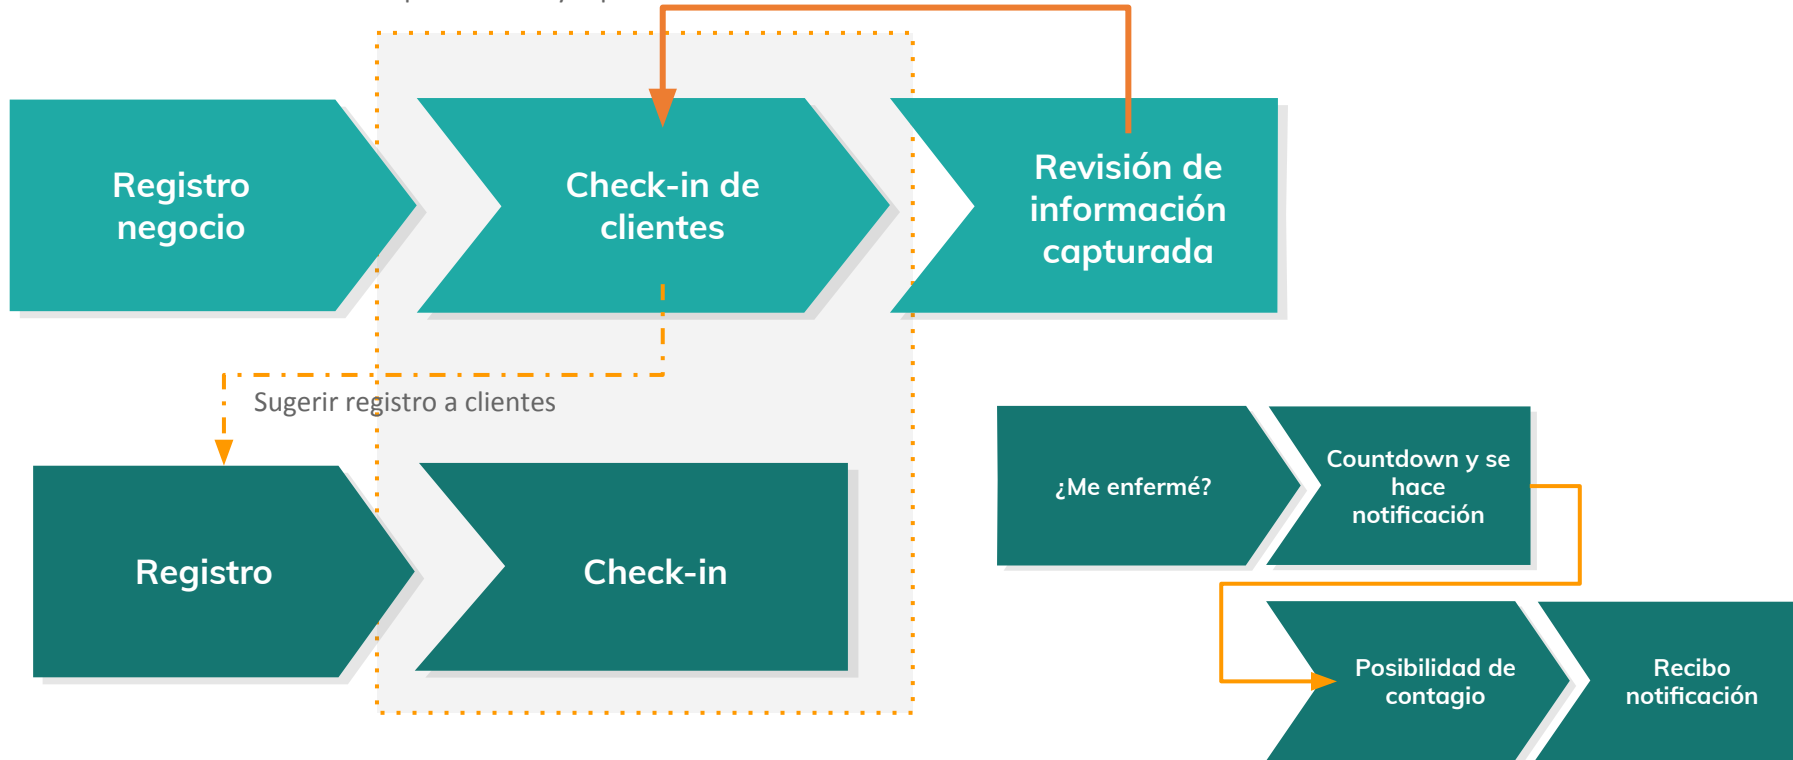 Registro
negocio
Check-in de
clientes
Revisión de
información
capturada
Sugerir registro a clientes
Registro
Check-in
¿Me enfermé?
Countdown y se
hace
notificación
Posibilidad de
contagio
Recibo
notificación